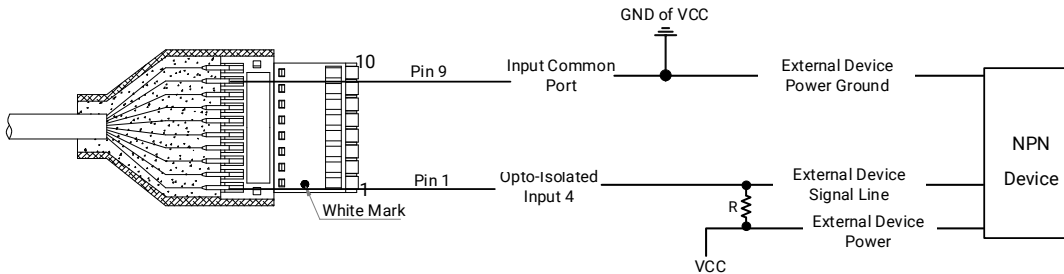 GND of VCC
10
Pin 9
Input Common
Port
External Device
Power Ground
NPN
Device
Pin 1
1
Opto-Isolated
Input 4
External Device
Signal Line
White Mark
R
External Device
Power
VCC